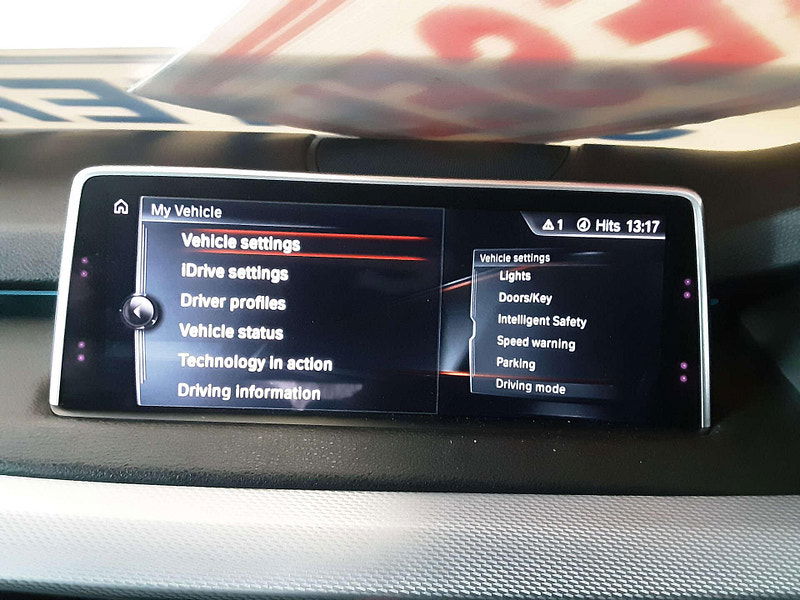 My Vehicle
Vehicle settings
iDrive settings
Driver profiles
Vehicle status
Technology in action
Driving information
1 Hits 13:17
Vehicle settings
Lights
Doors/Key
Intelligent Safety
Speed warning
Parking
Driving mode